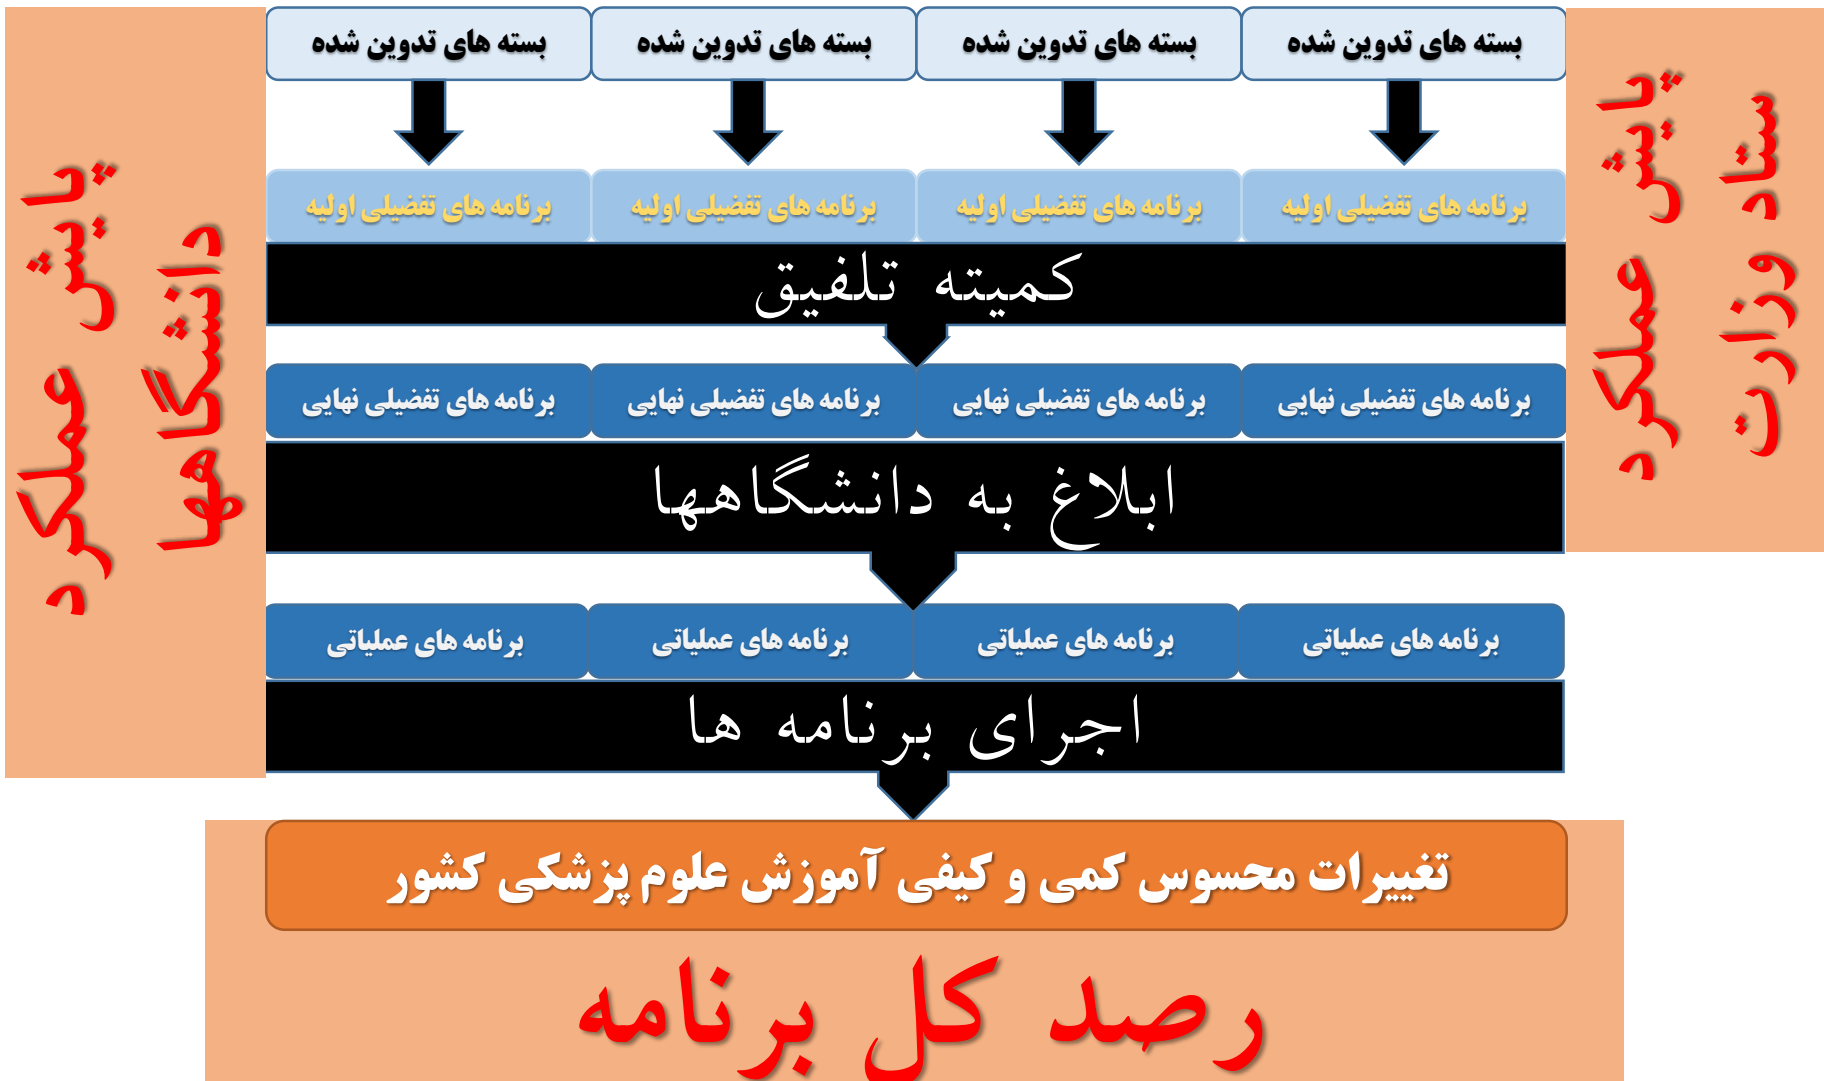 بسته های تدوین شده
بسته های تدوین شده
بسته های تدوین شده
بسته های تدوین شده
برنامه های تفضیلی اولیه
برنامه های تفضیلی اولیه
برنامه های تفضیلی اولیه
برنامه های تفضیلی اولیه
کمیته تلفیق
برنامه های تفضیلی نهایی
برنامه های تفضیلی نهایی
برنامه های تفضیلی نهایی
برنامه های تفضیلی نهایی
ابلاغ به دانشگاهها
برنامه های عملیاتی
برنامه های عملیاتی
برنامه های عملیاتی
برنامه های عملیاتی
اجرای برنامه ها
تغییرات محسوس کمی و کیفی آموزش علوم پزشکی کشور
رصد کل برنامه
پایش عملکرد
ستاد وزارت
پایش عملکرد
دانشگاهها